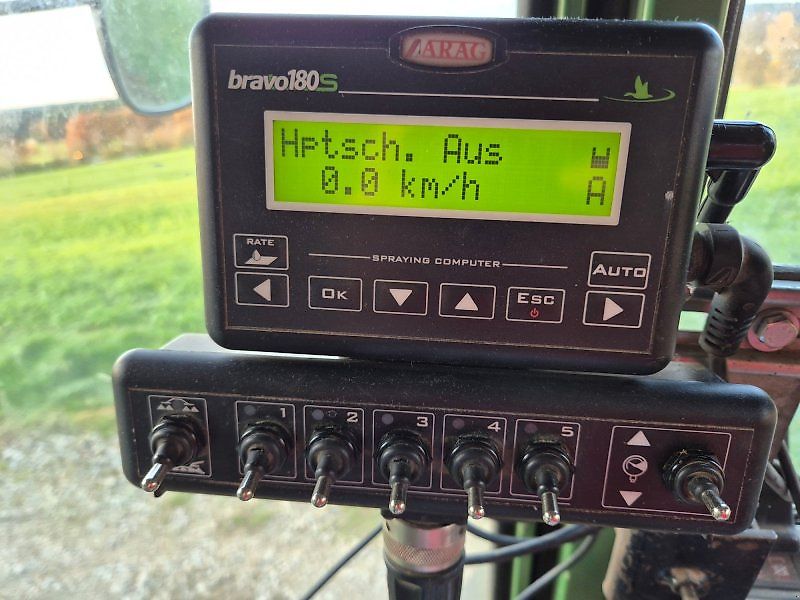 ARAG
bravo180S
Hptsch. Aus
0.0 km/h A
RATE
SPRAYING COMPUTER
AUTO
OK
ESC
1 2 3 4 5